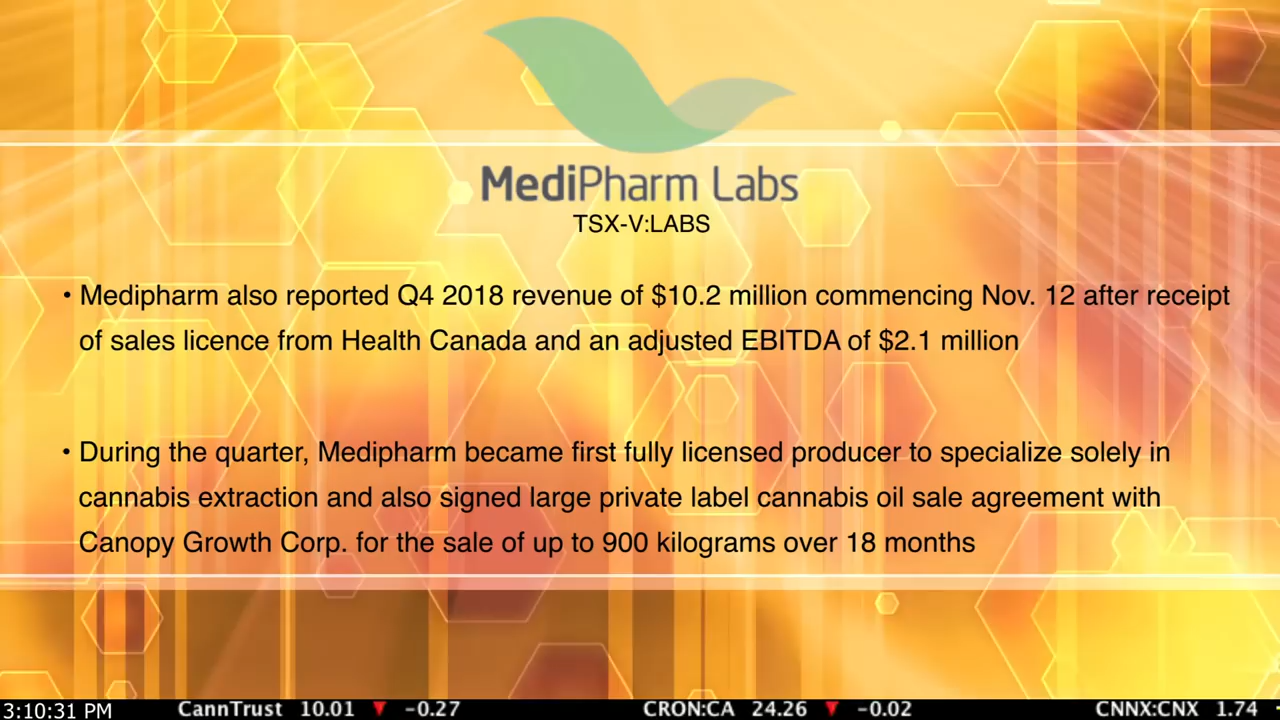 MediPharm Labs
TSX-V:LABS
• Medipharm also reported Q4 2018 revenue of $10.2 million commencing Nov. 12 after receipt
of sales licence from Health Canada and an adjusted EBITDA of $2.1 million
• During the quarter, Medipharm became first fully licensed producer to specialize solely in
cannabis extraction and also signed large private label cannabis oil sale agreement with
Canopy Growth Corp. for the sale of up to 900 kilograms over 18 months
3:10:31 PM CannTrust 10.01 ▼ -0.27 CRON:CA 24.26 ▼ -0.02 CNNX:CNX 1.74